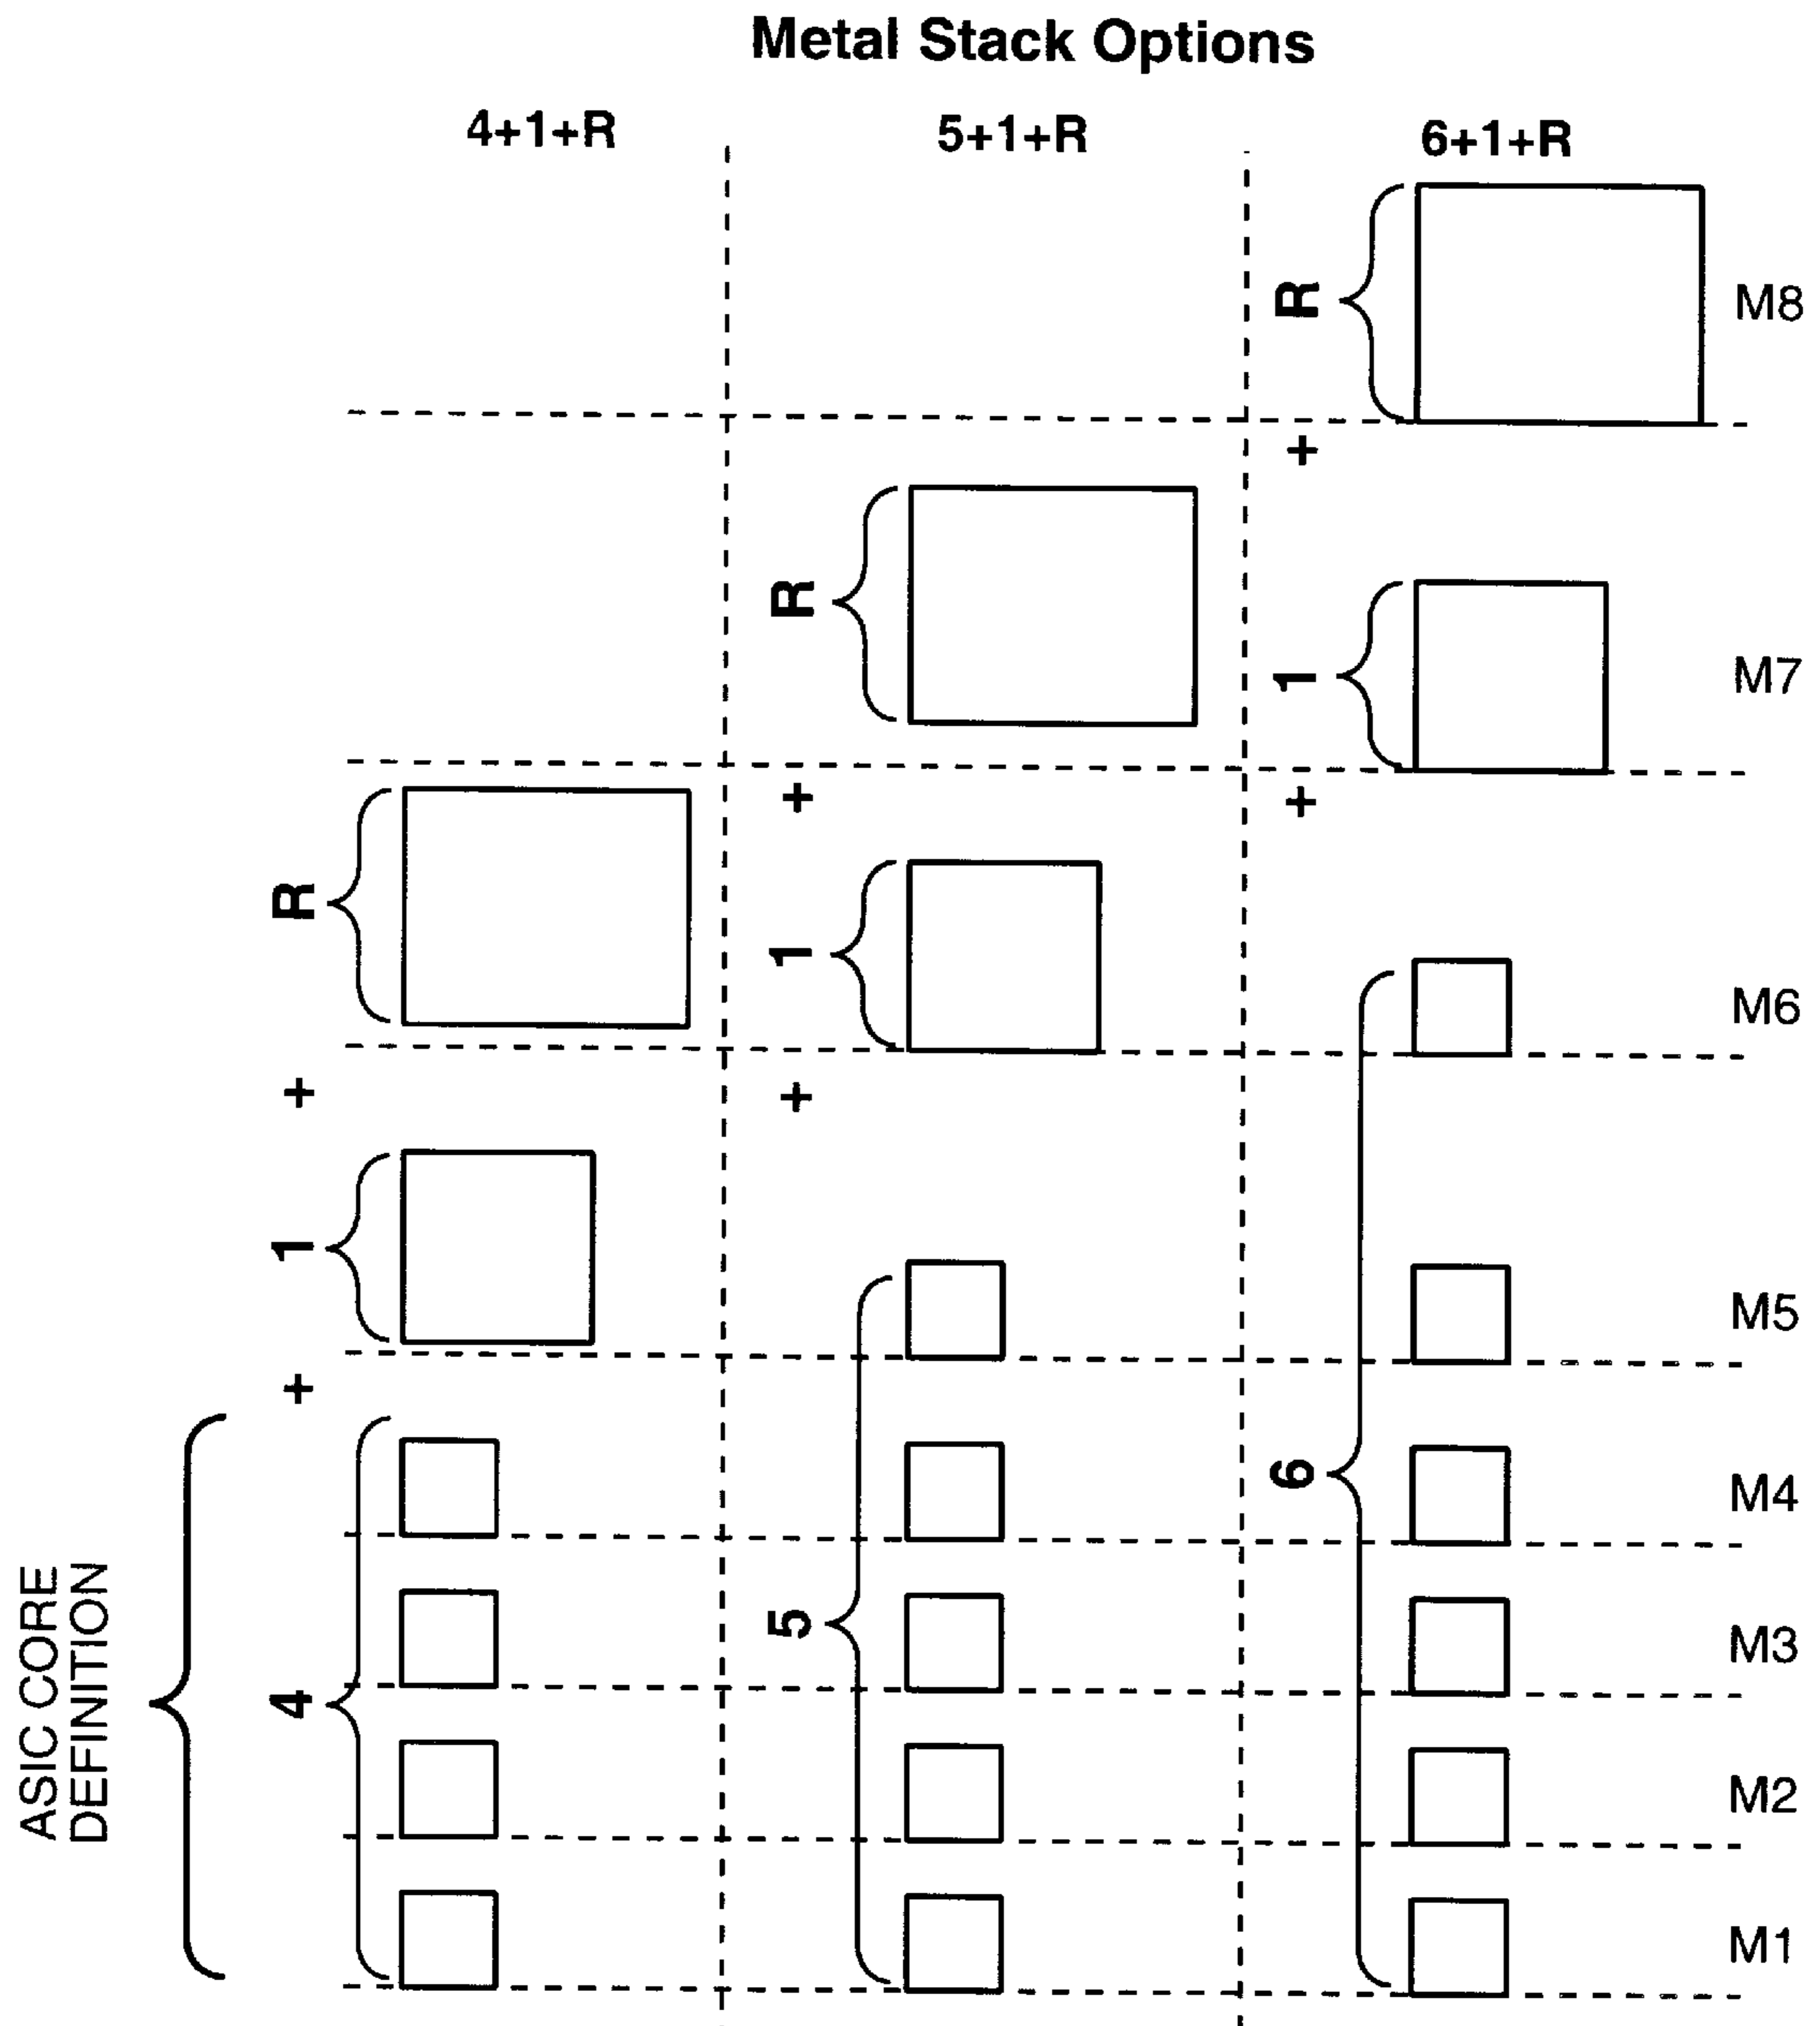 Metal Stack Options
4+1+R
5+1+R
6+1+R
R
M8
+
R
1
M7
+
+
R
1
M6
+
+
1
M5
+
ASIC CORE
DEFINITION
4
5
6
M4
M3
M2
M1